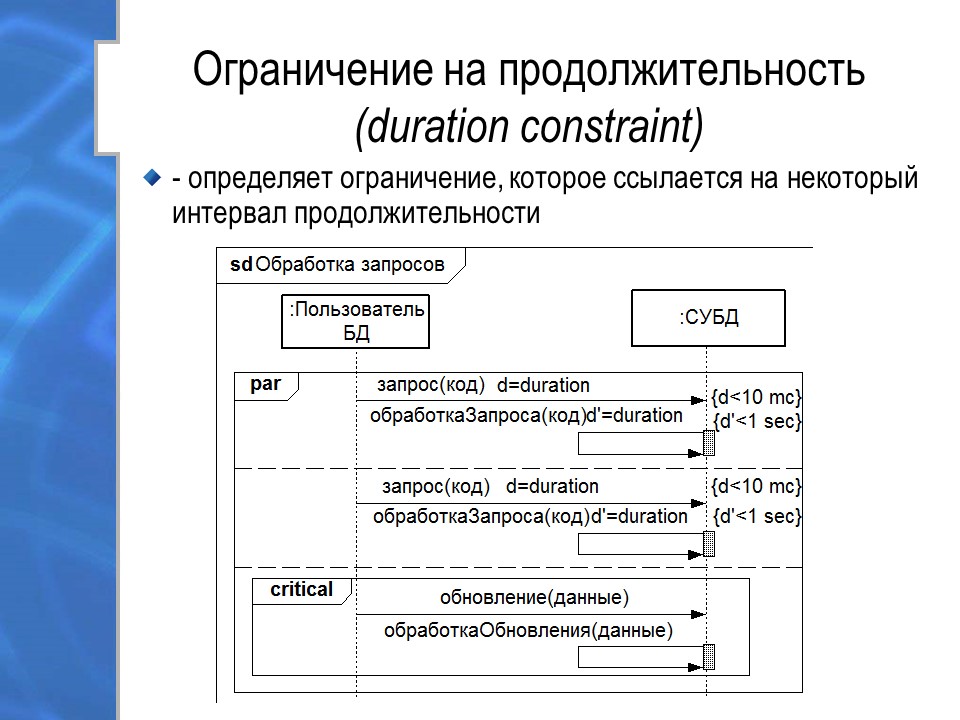 Ограничение на продолжительность
(duration constraint)
- определяет ограничение, которое ссылается на некоторый
интервал продолжительности
sd Обработка запросов
:Пользователь
БД
:СУБД
par
запрос(код) d=duration
{d<10 mc}
обработкаЗапроса(код)d'=duration
{d'<1 sec}
запрос(код) d=duration
{d<10 mc}
обработкаЗапроса(код)d'=duration
{d'<1 sec}
critical
обновление(данные)
обработкаОбновления(данные)